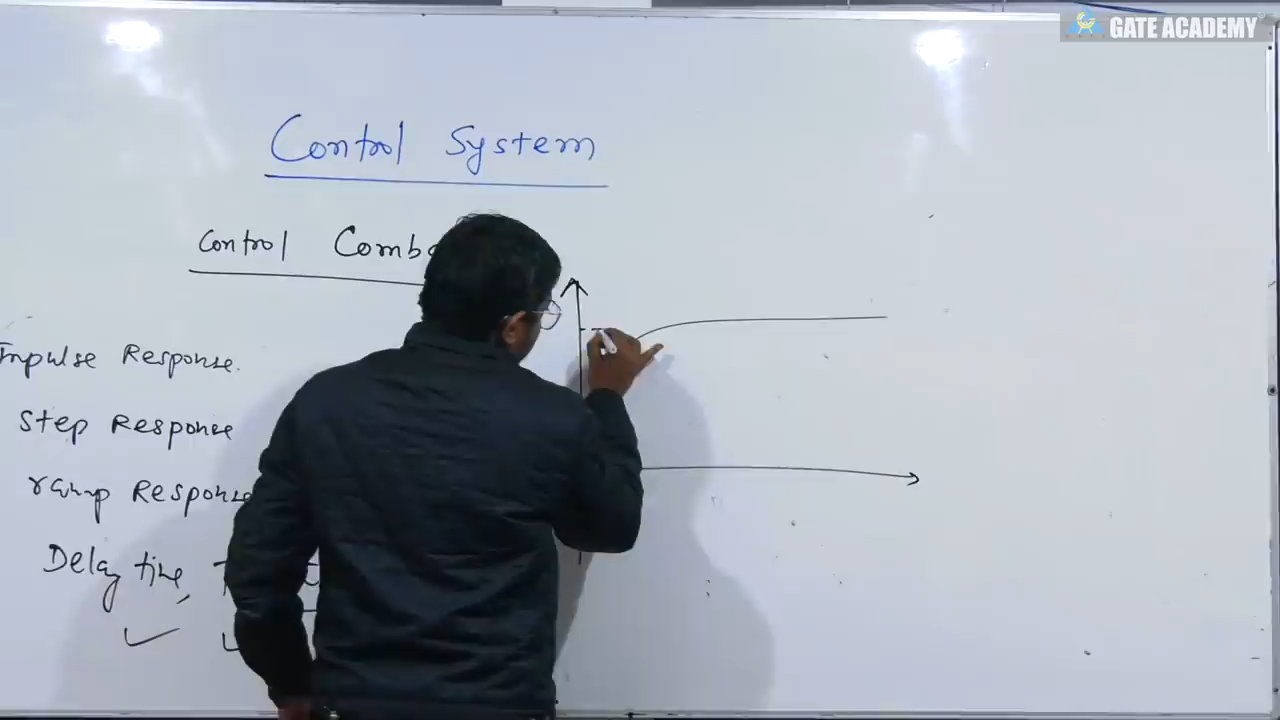 GATE ACADEMY
Control System
Control Comb
Impulse Response.
Step Response
ramp Response
Delay time,